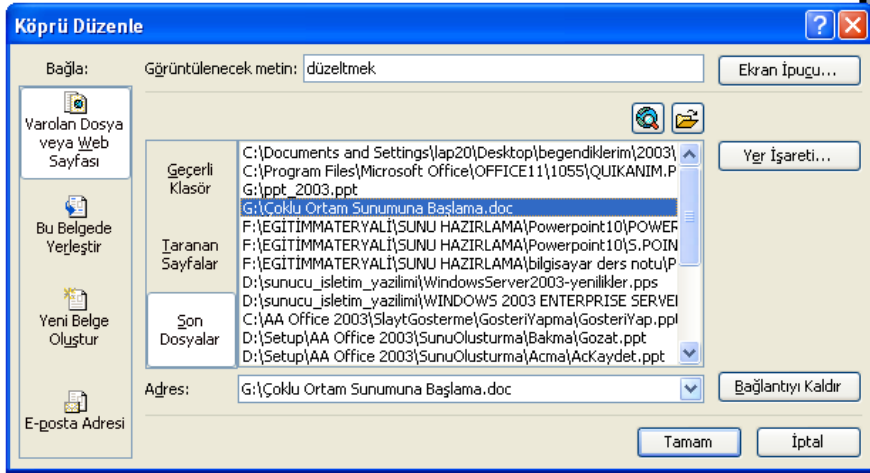 Köprü Düzenle
Bağla:
Görüntülenecek metin: düzeltmek
Ekran İpucu...
Varolan Dosya
veya Web
Sayfası
Bu Belgede
Yerleştir
Yeni Belge
Oluştur
E-posta Adresi
Geçerli
Klasör
Taranan
Sayfalar
Son
Dosyalar
C:\Documents and Settings\lap20\Desktop\begendiklerim\2003\
C:\Program Files\Microsoft Office\OFFICE11\1055\QUIKANIM.P
G:\ppt_2003.ppt
G:\Çoklu Ortam Sunumuna Başlama.doc
F:\EGİTİMMATERYALİ\SUNU HAZIRLAMA\Powerpoint10\POWER
F:\EGİTİMMATERYALİ\SUNU HAZIRLAMA\Powerpoint10\S.POIN
F:\EGİTİMMATERYALİ\SUNU HAZIRLAMA\bilgisayar ders notu\P
D:\sunucu_isletim_yazilimi\WindowsServer2003-yenilikler.pps
D:\sunucu_isletim_yazilimi\WINDOWS 2003 ENTERPRISE SERVE
C:\AA Office 2003\SlaytGosterme\GosteriYapma\GosteriYap.pp
D:\Setup\AA Office 2003\SunuOlusturma\Bakma\Gozat.ppt
D:\Setup\AA Office 2003\SunuOlusturma\Acma\AcKaydet.ppt
Yer İşareti...
Adres: G:\Çoklu Ortam Sunumuna Başlama.doc
Bağlantıyı Kaldır
Tamam
İptal